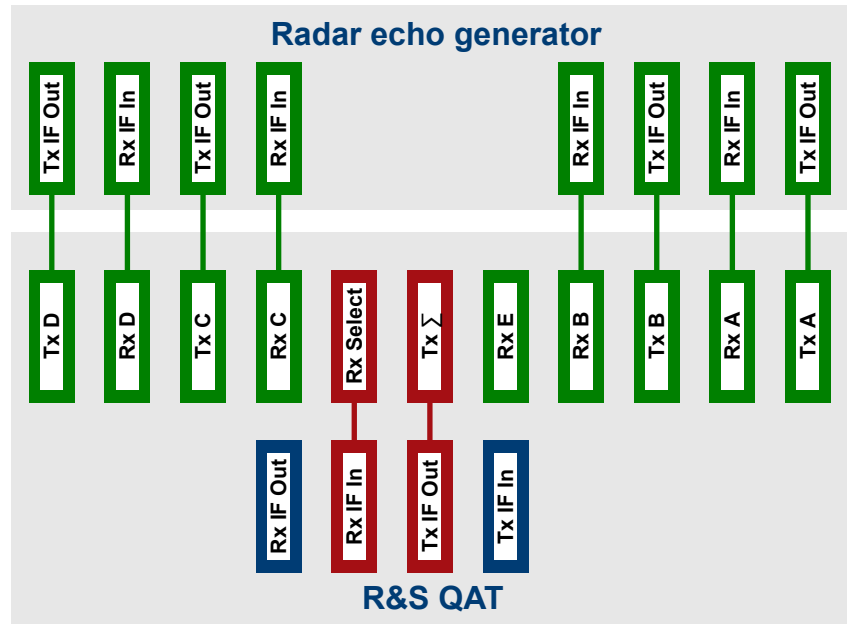 Radar echo generator
Tx IF Out
Rx IF In
Tx IF Out
Rx IF In
Rx IF In
Tx IF Out
Rx IF In
Tx IF Out
Tx D
Rx D
Tx C
Rx C
Rx Select
Tx ∑
Rx E
Rx B
Tx B
Rx A
Tx A
Rx IF Out
Rx IF In
Tx IF Out
Tx IF In
R&S QAT